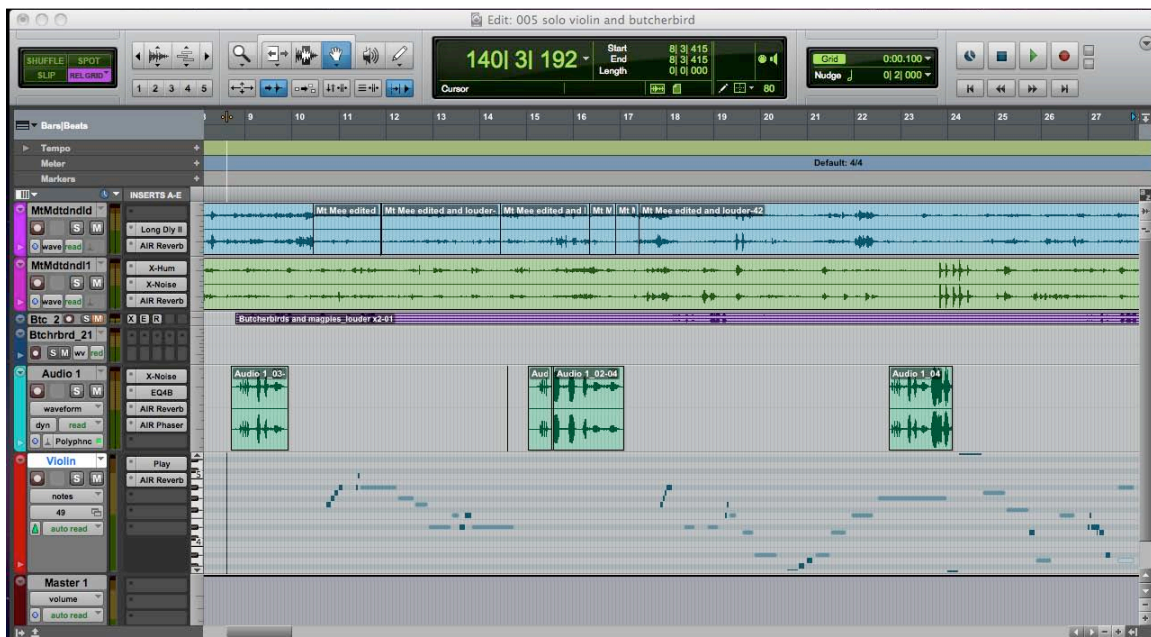 Edit: 005 solo violin and butcherbird
SHUFFLE SPOT
SLIP REL GRID
1 2 3 4 5
140| 3| 192
Start 8| 3| 415
End 8| 3| 415
Length 0| 0| 000
Cursor
80
Grid 0:00.100
Nudge 0| 2| 000
Bars|Beats
9 10 11 12 13 14 15 16 17 18 19 20 21 22 23 24 25 26 27
Tempo
Meter
Default: 4/4
Markers
INSERTS A-E
MtMdtdndld
S M
wave read
Long Dly II
AIR Reverb
Mt Mee edited
Mt Mee edited and louder-
Mt Mee edited and l
Mt M
Mt M
Mt Mee edited and louder-42
MtMdtdndl1
S M
wave read
X-Hum
X-Noise
AIR Reverb
Btc 2 S M X E R
Butcherbirds and magpies_louder x2-01
Btchrbrd_21
S M wv red
Audio 1
S M
waveform
dyn read
Polyphnc
X-Noise
EQ4B
AIR Reverb
AIR Phaser
Audio 1_03-
Aud
Audio 1_02-04
Audio 1_04
Violin
S M
notes
49
auto read
Play
AIR Reverb
5
4
Master 1
volume
auto read